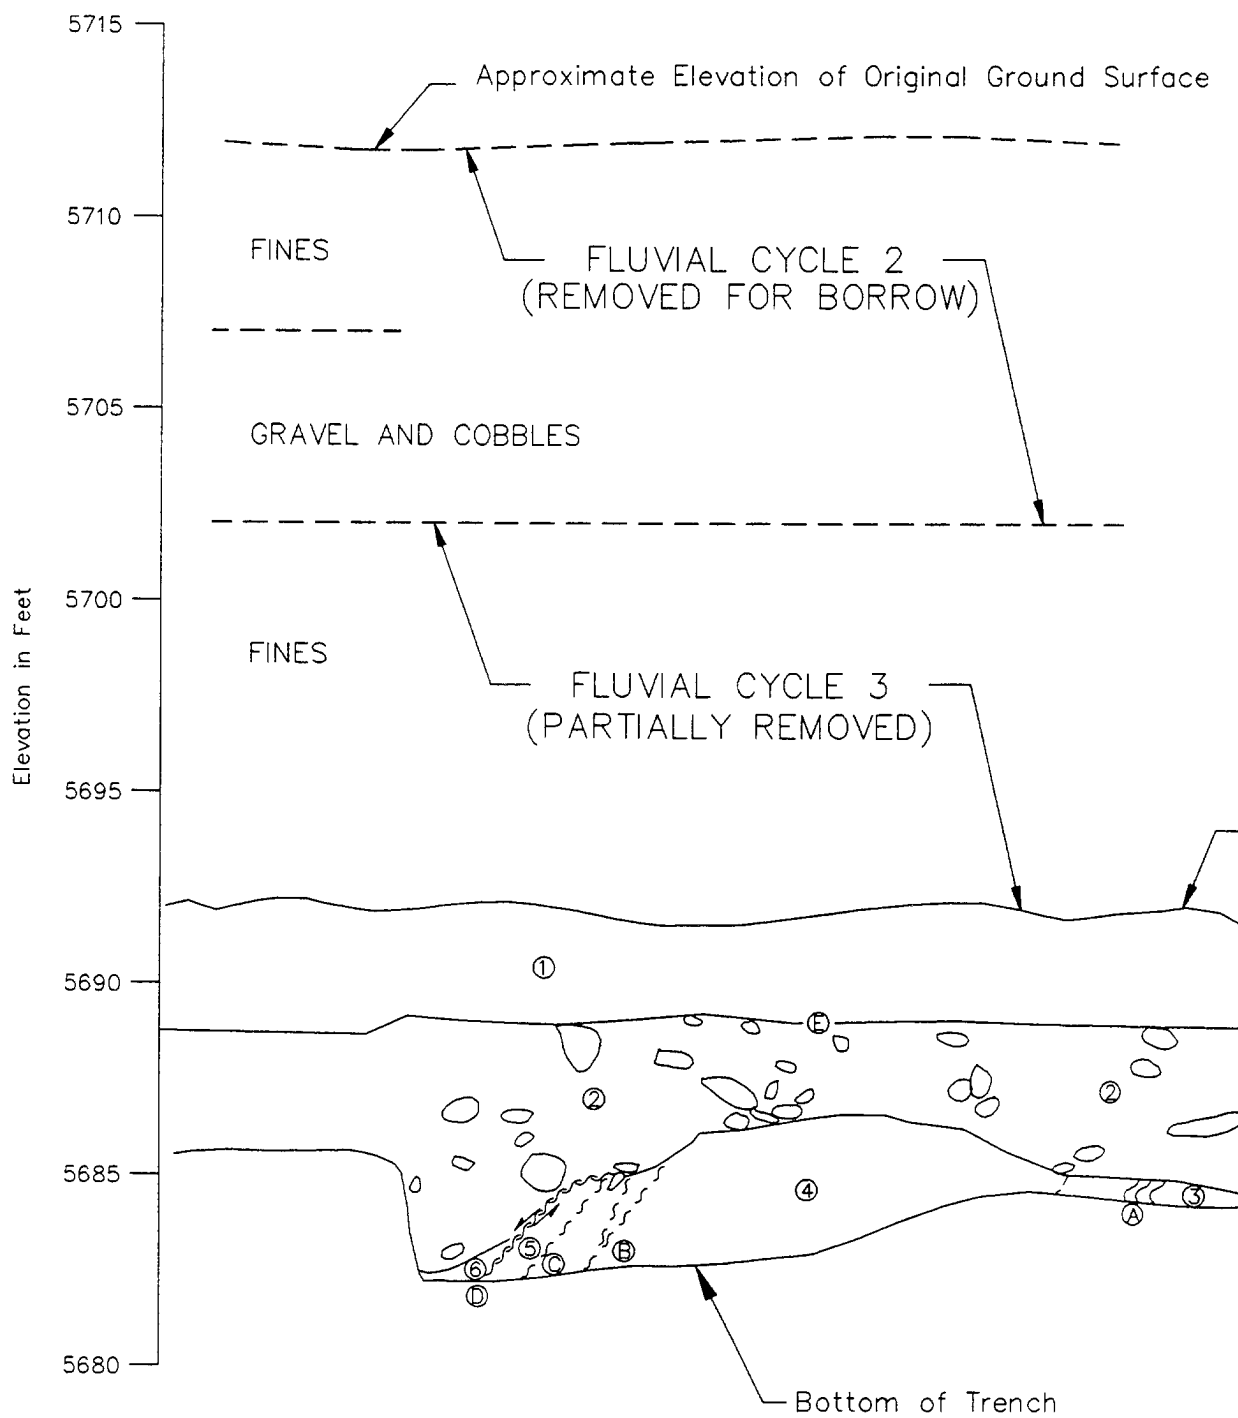 5715
Approximate Elevation of Original Ground Surface
5710
FINES
FLUVIAL CYCLE 2
(REMOVED FOR BORROW)
5705
GRAVEL AND COBBLES
5700
FINES
FLUVIAL CYCLE 3
(PARTIALLY REMOVED)
Elevation in Feet
5695
1
5690
E
2
2
5685
4
3
A
5
B
C
6
D
5680
Bottom of Trench